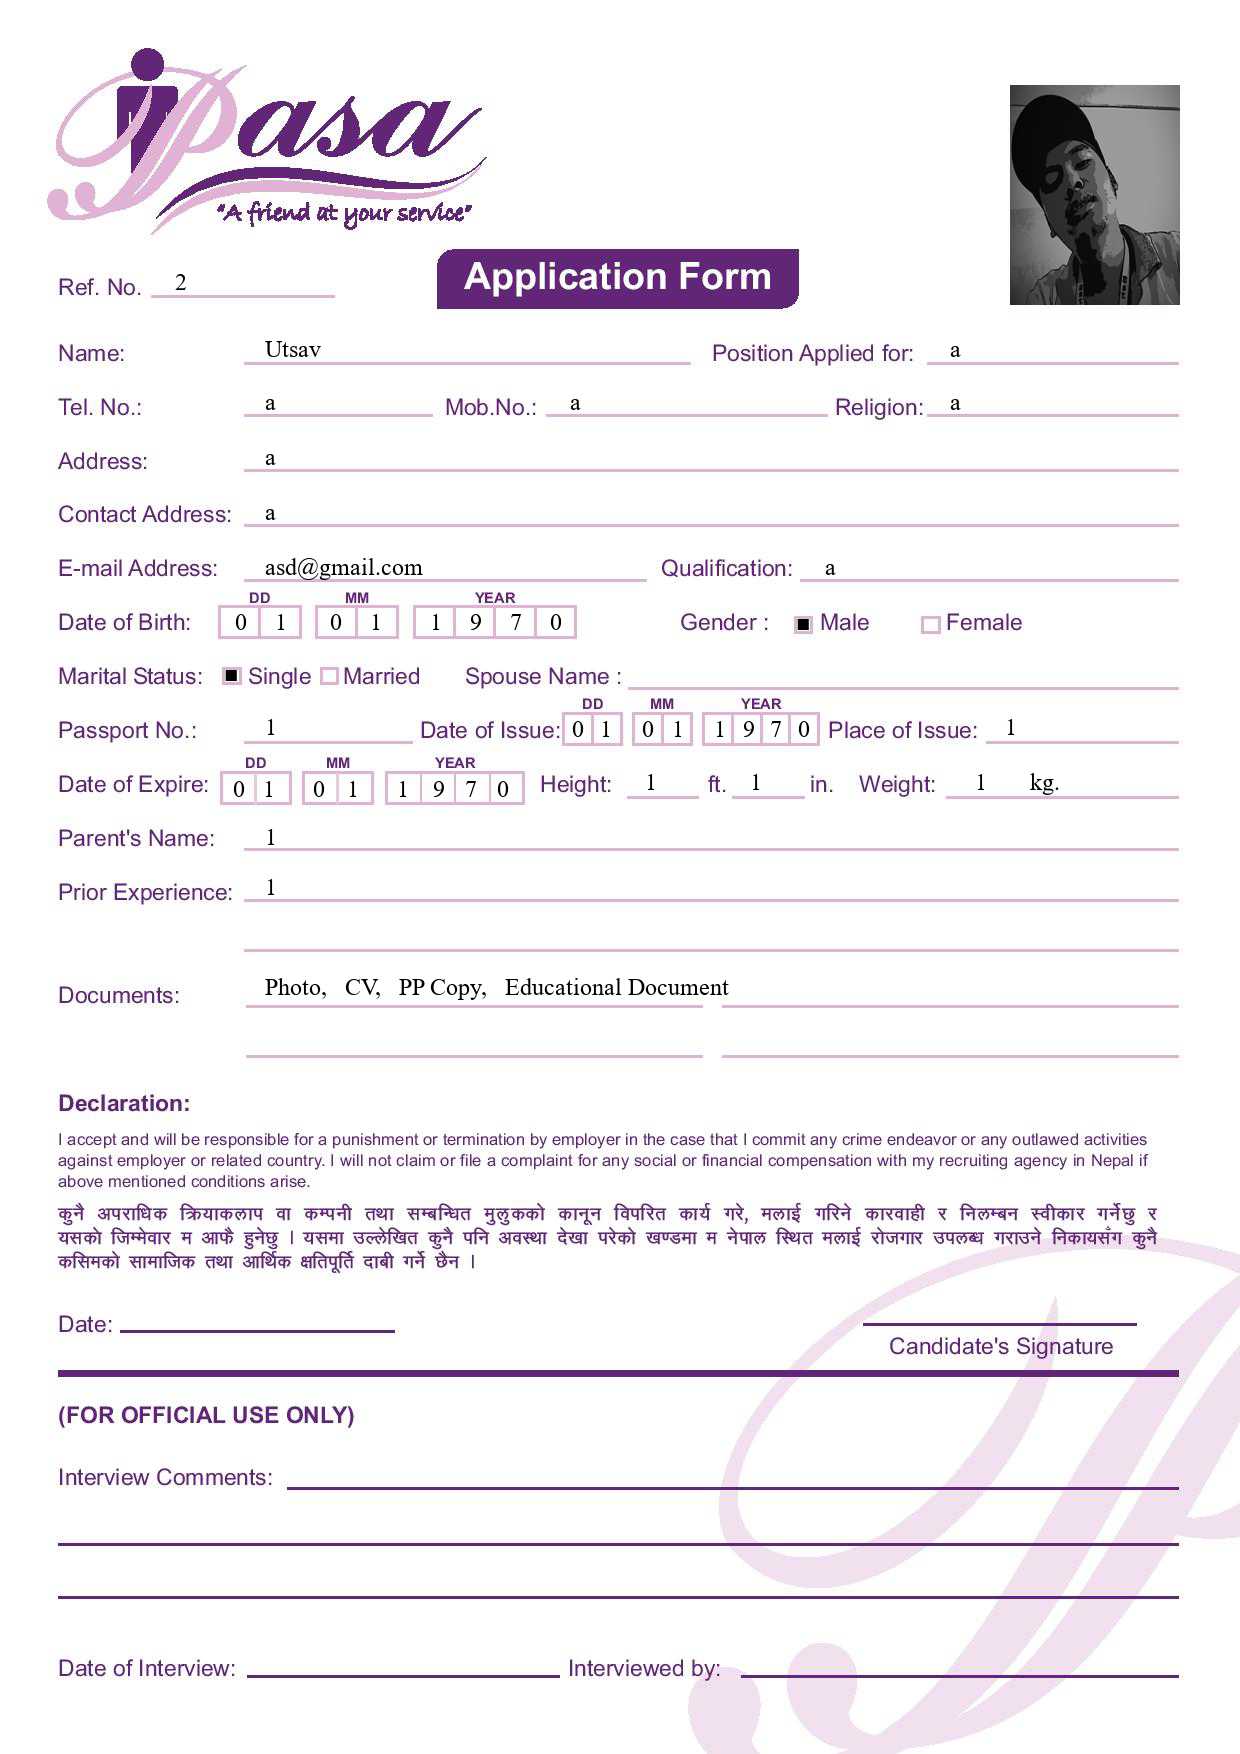 Pasa
"A friend at your service"
Application Form
Ref. No. 2
Name: Utsav Position Applied for: a
Tel. No.: a Mob.No.: a Religion: a
Address: a
Contact Address: a
E-mail Address: asd@gmail.com Qualification: a
DD MM YEAR
Date of Birth: 0 1 0 1 1 9 7 0 Gender : Male Female
Marital Status: Single Married Spouse Name :
DD MM YEAR
Passport No.: 1 Date of Issue: 0 1 0 1 1 9 7 0 Place of Issue: 1
DD MM YEAR
Date of Expire: 0 1 0 1 1 9 7 0 Height: 1 ft. 1 in. Weight: 1 kg.
Parent's Name: 1
Prior Experience: 1
Documents: Photo, CV, PP Copy, Educational Document
Declaration:
I accept and will be responsible for a punishment or termination by employer in the case that I commit any crime endeavor or any outlawed activities
against employer or related country. I will not claim or file a complaint for any social or financial compensation with my recruiting agency in Nepal if
above mentioned conditions arise.
कुनै अपराधिक क्रियाकलाप वा कम्पनी तथा सम्बन्धित मुलुकको कानून विपरित कार्य गरे, मलाई गरिने कारवाही र निलम्बन स्वीकार गर्नेछु र
यसको जिम्मेवार म आफै हुनेछु । यसमा उल्लेखित कुनै पनि अवस्था देखा परेको खण्डमा म नेपाल स्थित मलाई रोजगार उपलब्ध गराउने निकायसँग कुनै
कसिमको सामाजिक तथा आर्थिक क्षतिपूर्ति दाबी गर्ने छैन ।
Date:
Candidate's Signature
(FOR OFFICIAL USE ONLY)
Interview Comments:
Date of Interview: Interviewed by: